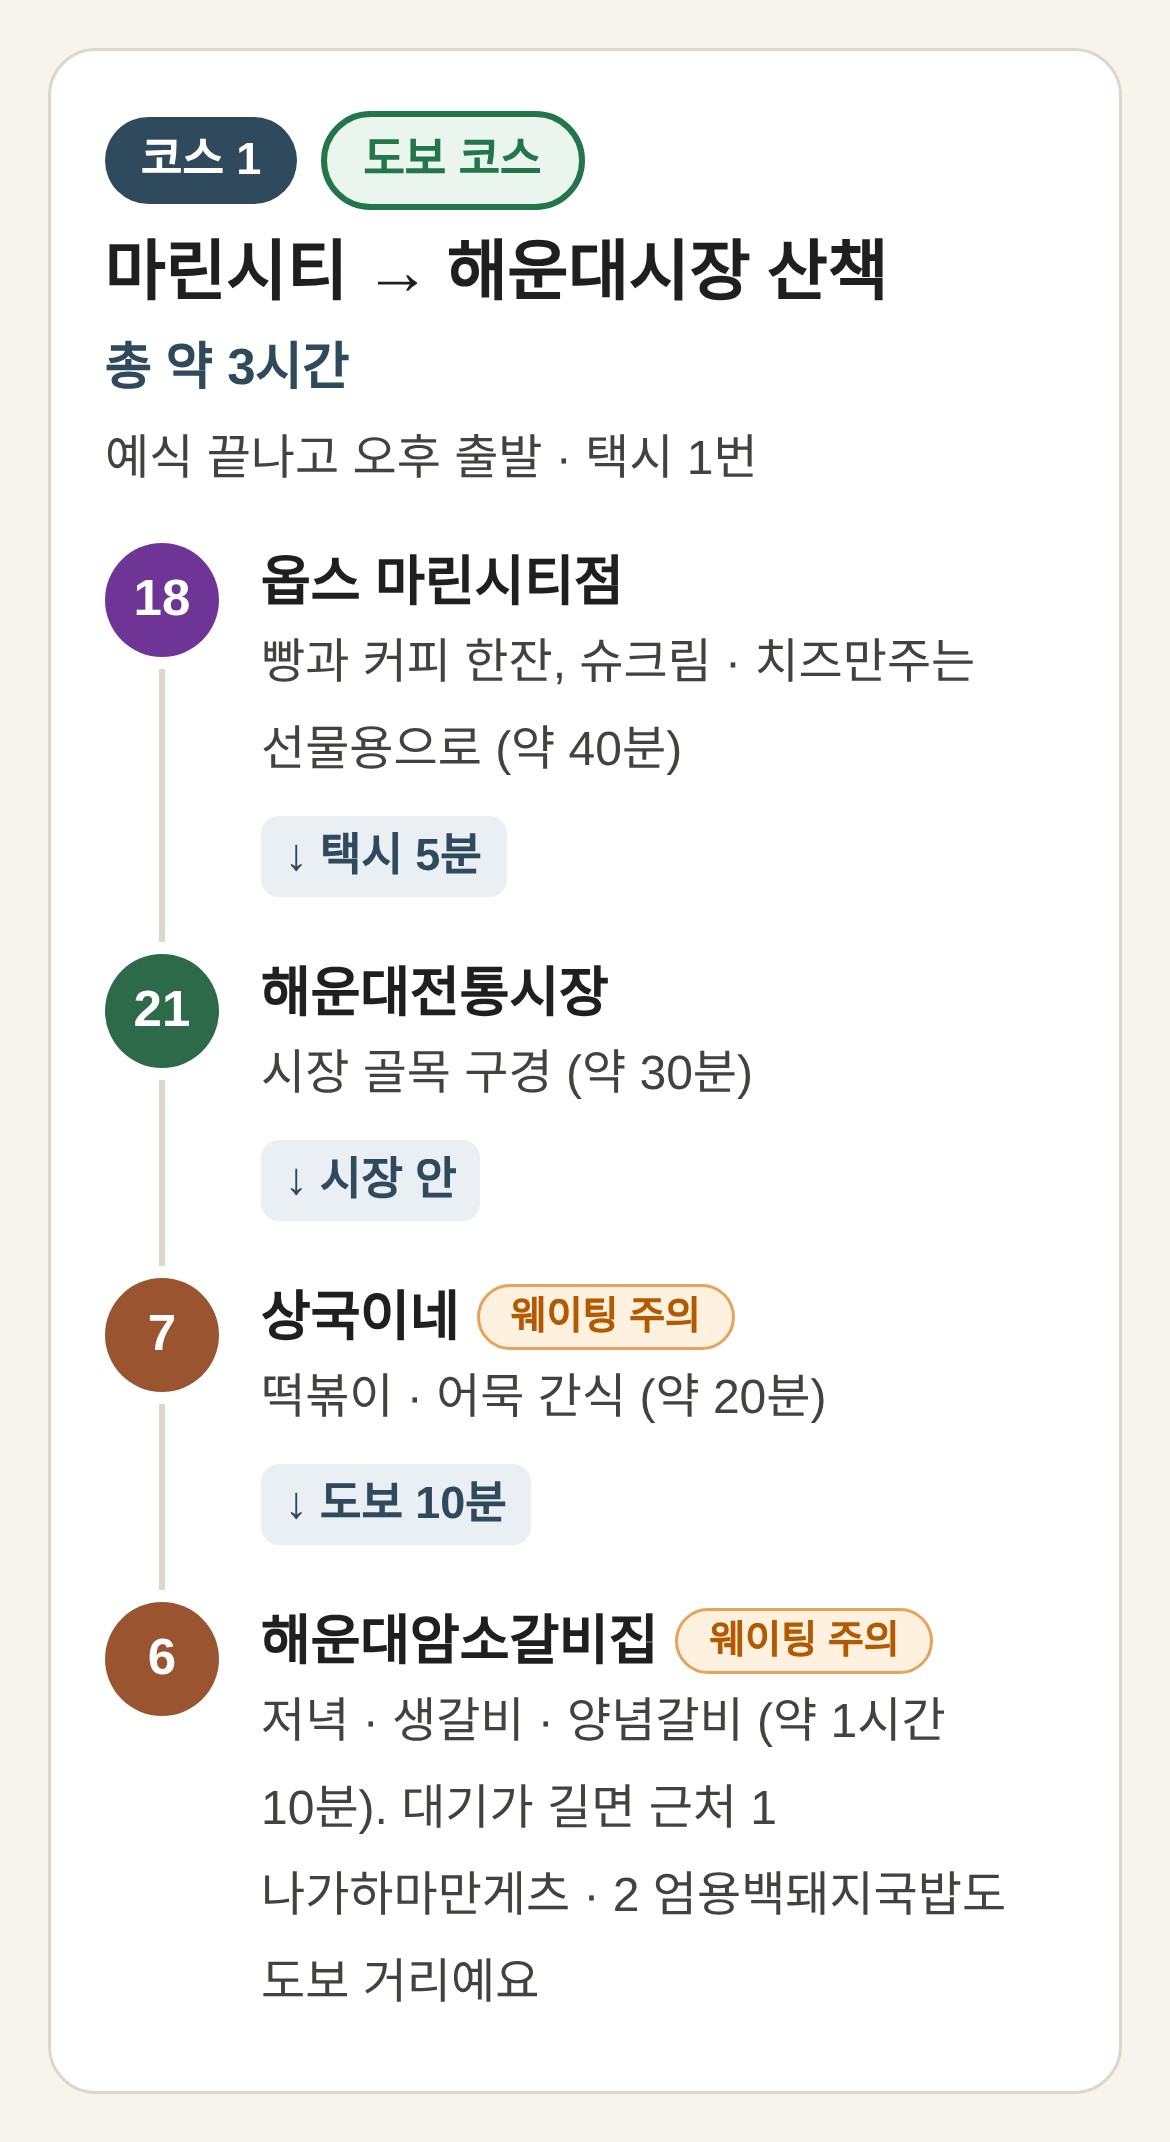 코스 1
도보 코스
마린시티 → 해운대시장 산책
총 약 3시간
예식 끝나고 오후 출발 · 택시 1번
18
옵스 마린시티점
빵과 커피 한잔, 슈크림 · 치즈만주는
선물용으로 (약 40분)
↓ 택시 5분
21
해운대전통시장
시장 골목 구경 (약 30분)
↓ 시장 안
7
상국이네 웨이팅 주의
떡볶이 · 어묵 간식 (약 20분)
↓ 도보 10분
6
해운대암소갈비집 웨이팅 주의
저녁 · 생갈비 · 양념갈비 (약 1시간
10분). 대기가 길면 근처 1
나가하마만게츠 · 2 엄용백돼지국밥도
도보 거리예요